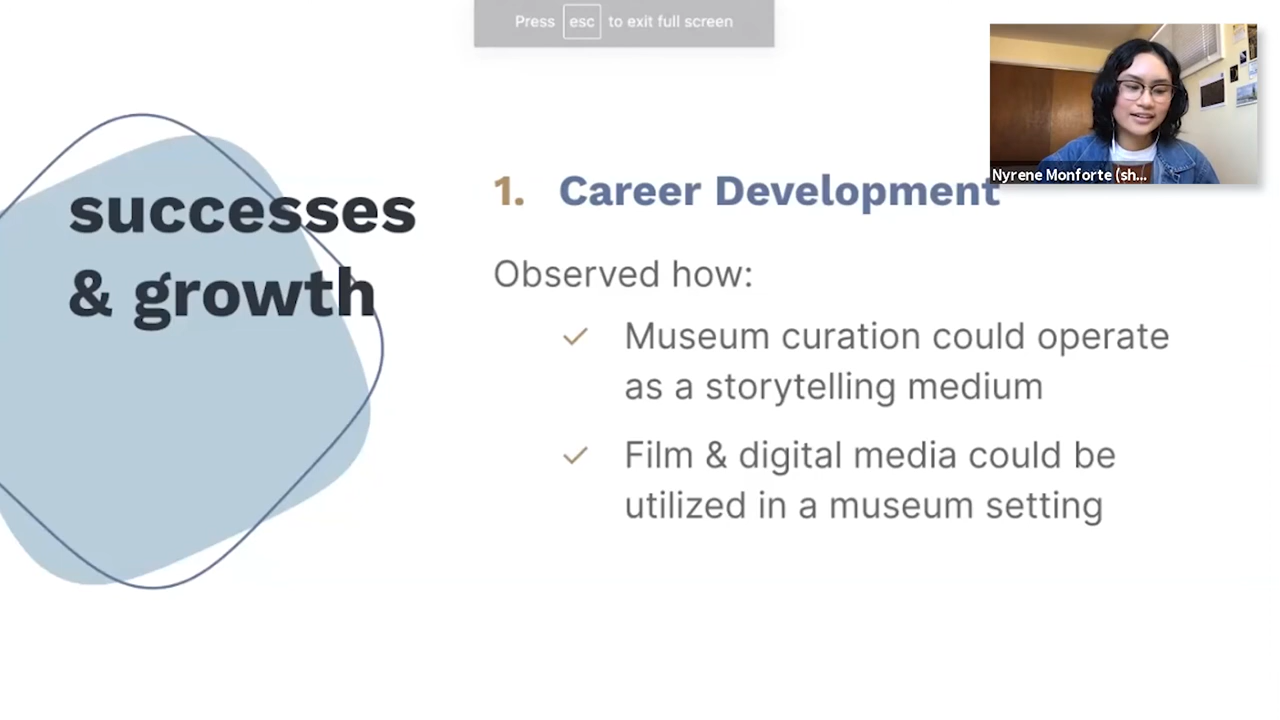 Press esc to exit full screen
successes
& growth
1. Career Development
Observed how:
✓ Museum curation could operate
as a storytelling medium
✓ Film & digital media could be
utilized in a museum setting
Nyrene Monforte (sh...